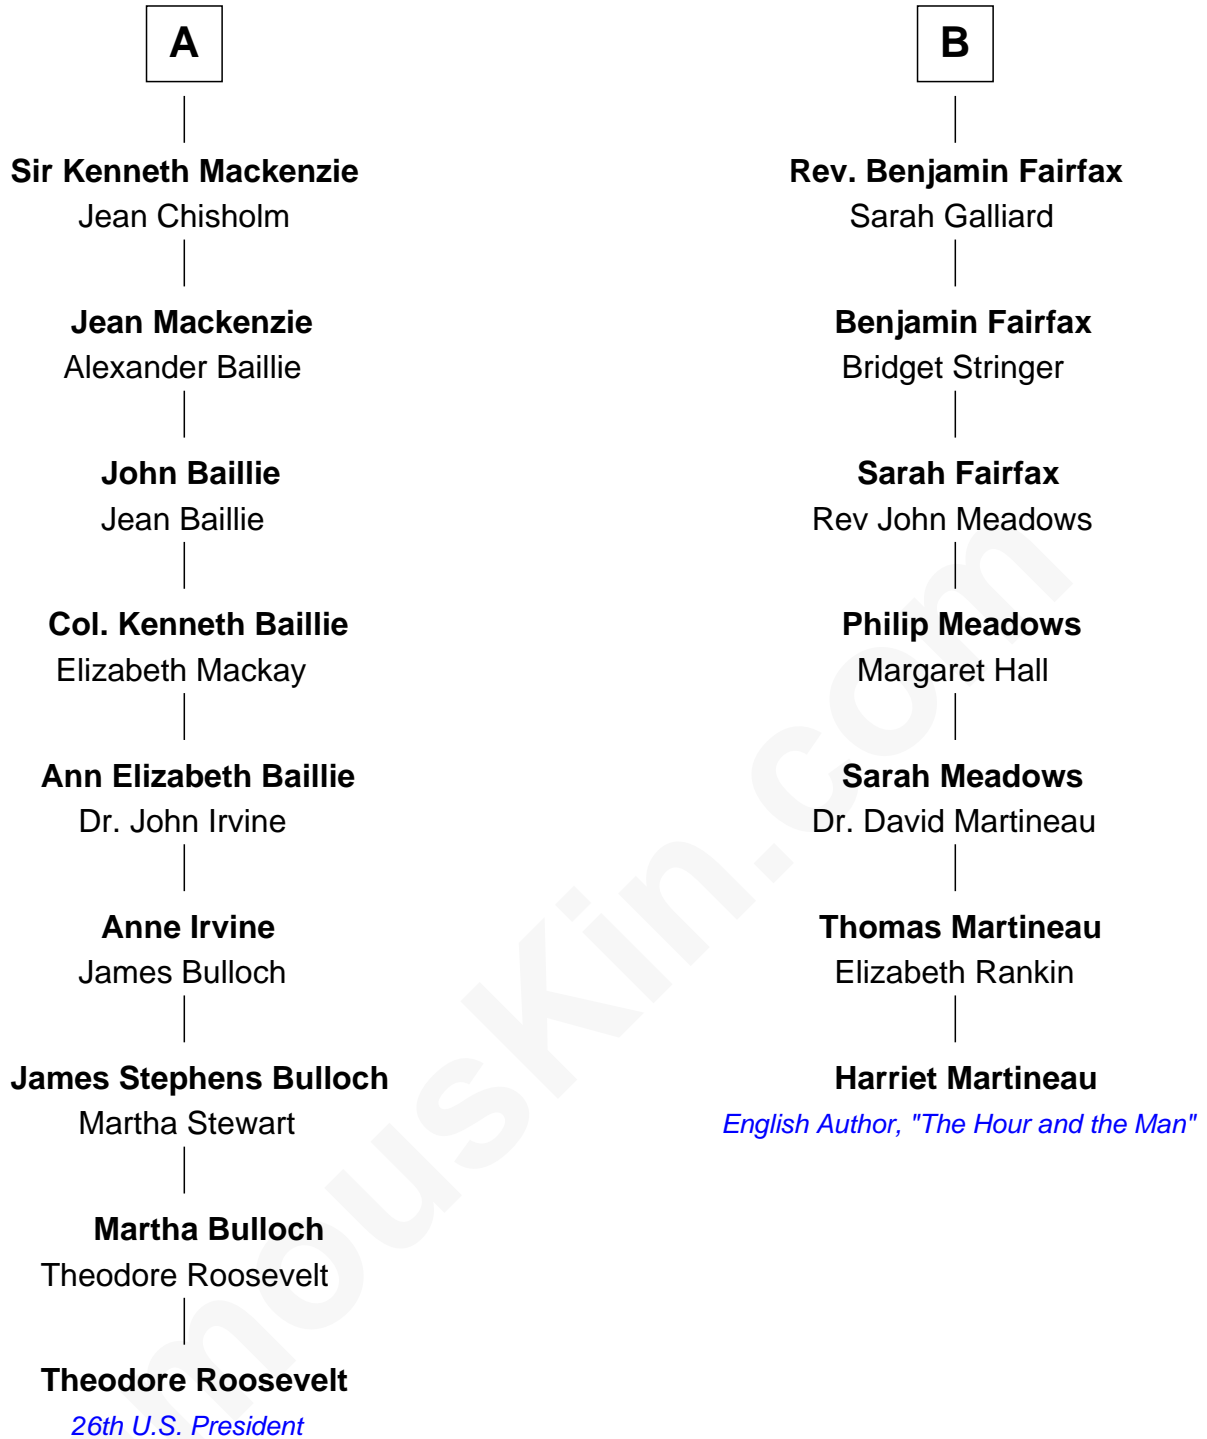 A
Sir Kenneth Mackenzie
Jean Chisholm
Jean Mackenzie
Alexander Baillie
John Baillie
Jean Baillie
Col. Kenneth Baillie
Elizabeth Mackay
Ann Elizabeth Baillie
Dr. John Irvine
Anne Irvine
James Bulloch
James Stephens Bulloch
Martha Stewart
Martha Bulloch
Theodore Roosevelt
Theodore Roosevelt
26th U.S. President
B
Rev. Benjamin Fairfax
Sarah Galliard
Benjamin Fairfax
Bridget Stringer
Sarah Fairfax
Rev John Meadows
Philip Meadows
Margaret Hall
Sarah Meadows
Dr. David Martineau
Thomas Martineau
Elizabeth Rankin
Harriet Martineau
English Author, "The Hour and the Man"
mousKin.com